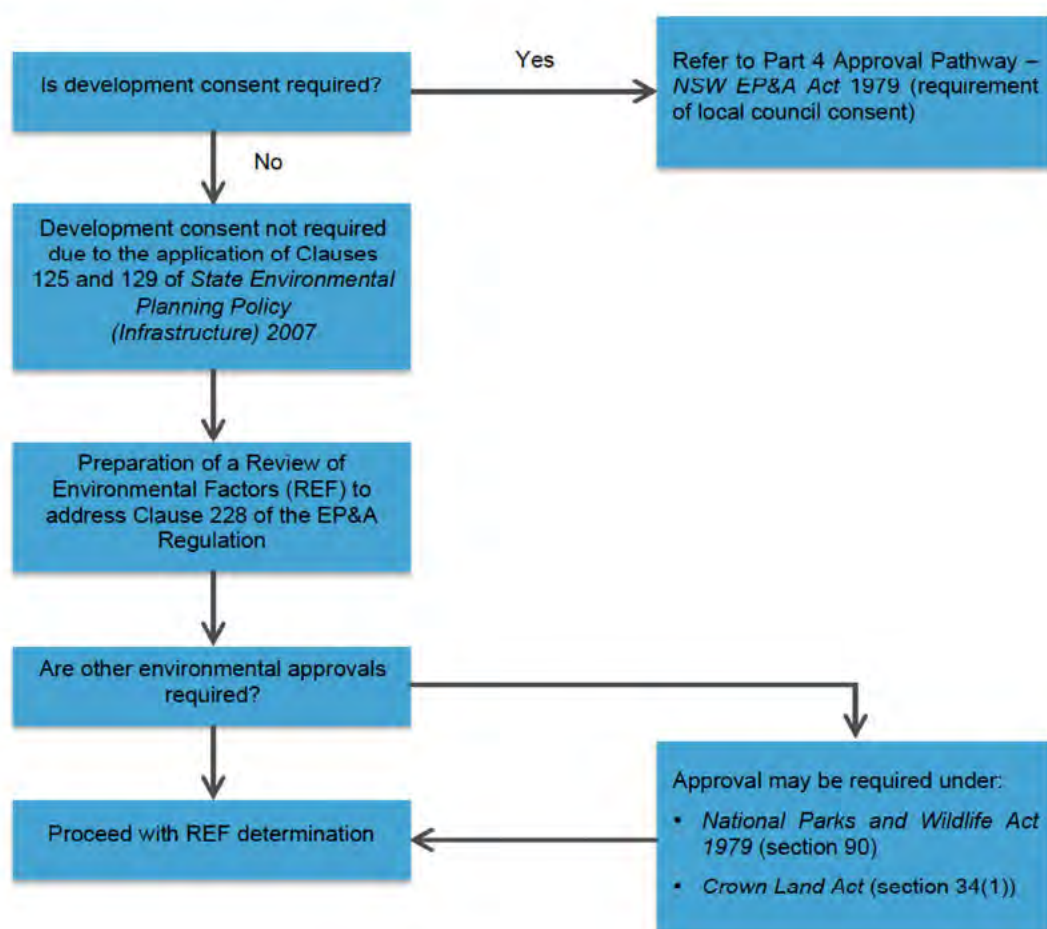 Is development consent required?
Yes
Refer to Part 4 Approval Pathway –
NSW EP&A Act 1979 (requirement
of local council consent)
No
Development consent not required
due to the application of Clauses
125 and 129 of State Environmental
Planning Policy
(Infrastructure) 2007
Preparation of a Review of
Environmental Factors (REF) to
address Clause 228 of the EP&A
Regulation
Are other environmental approvals
required?
Approval may be required under:
• National Parks and Wildlife Act
1979 (section 90)
• Crown Land Act (section 34(1))
Proceed with REF determination